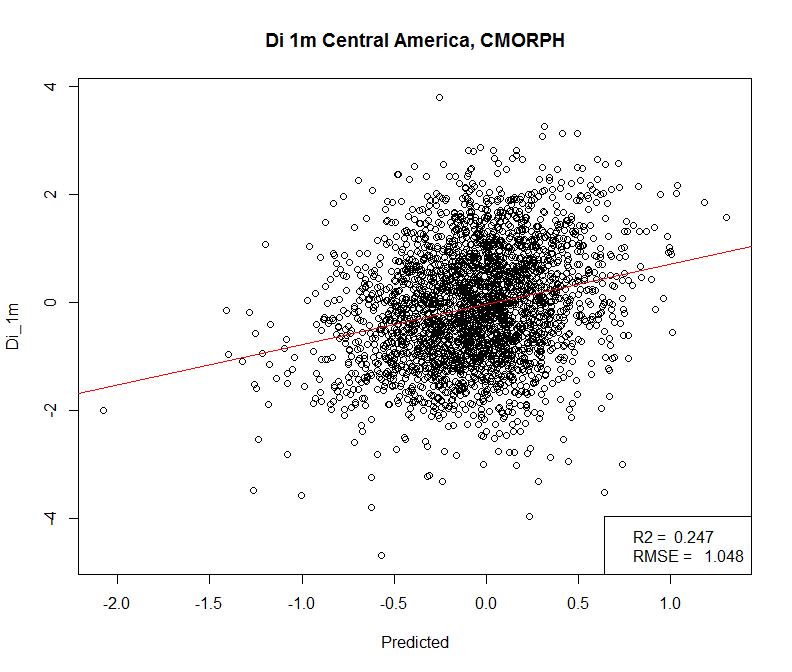 Di 1m Central America, CMORPH
Di_1m
4
2
0
-2
-4
R2 = 0.247
RMSE = 1.048
-2.0 -1.5 -1.0 -0.5 0.0 0.5 1.0
Predicted